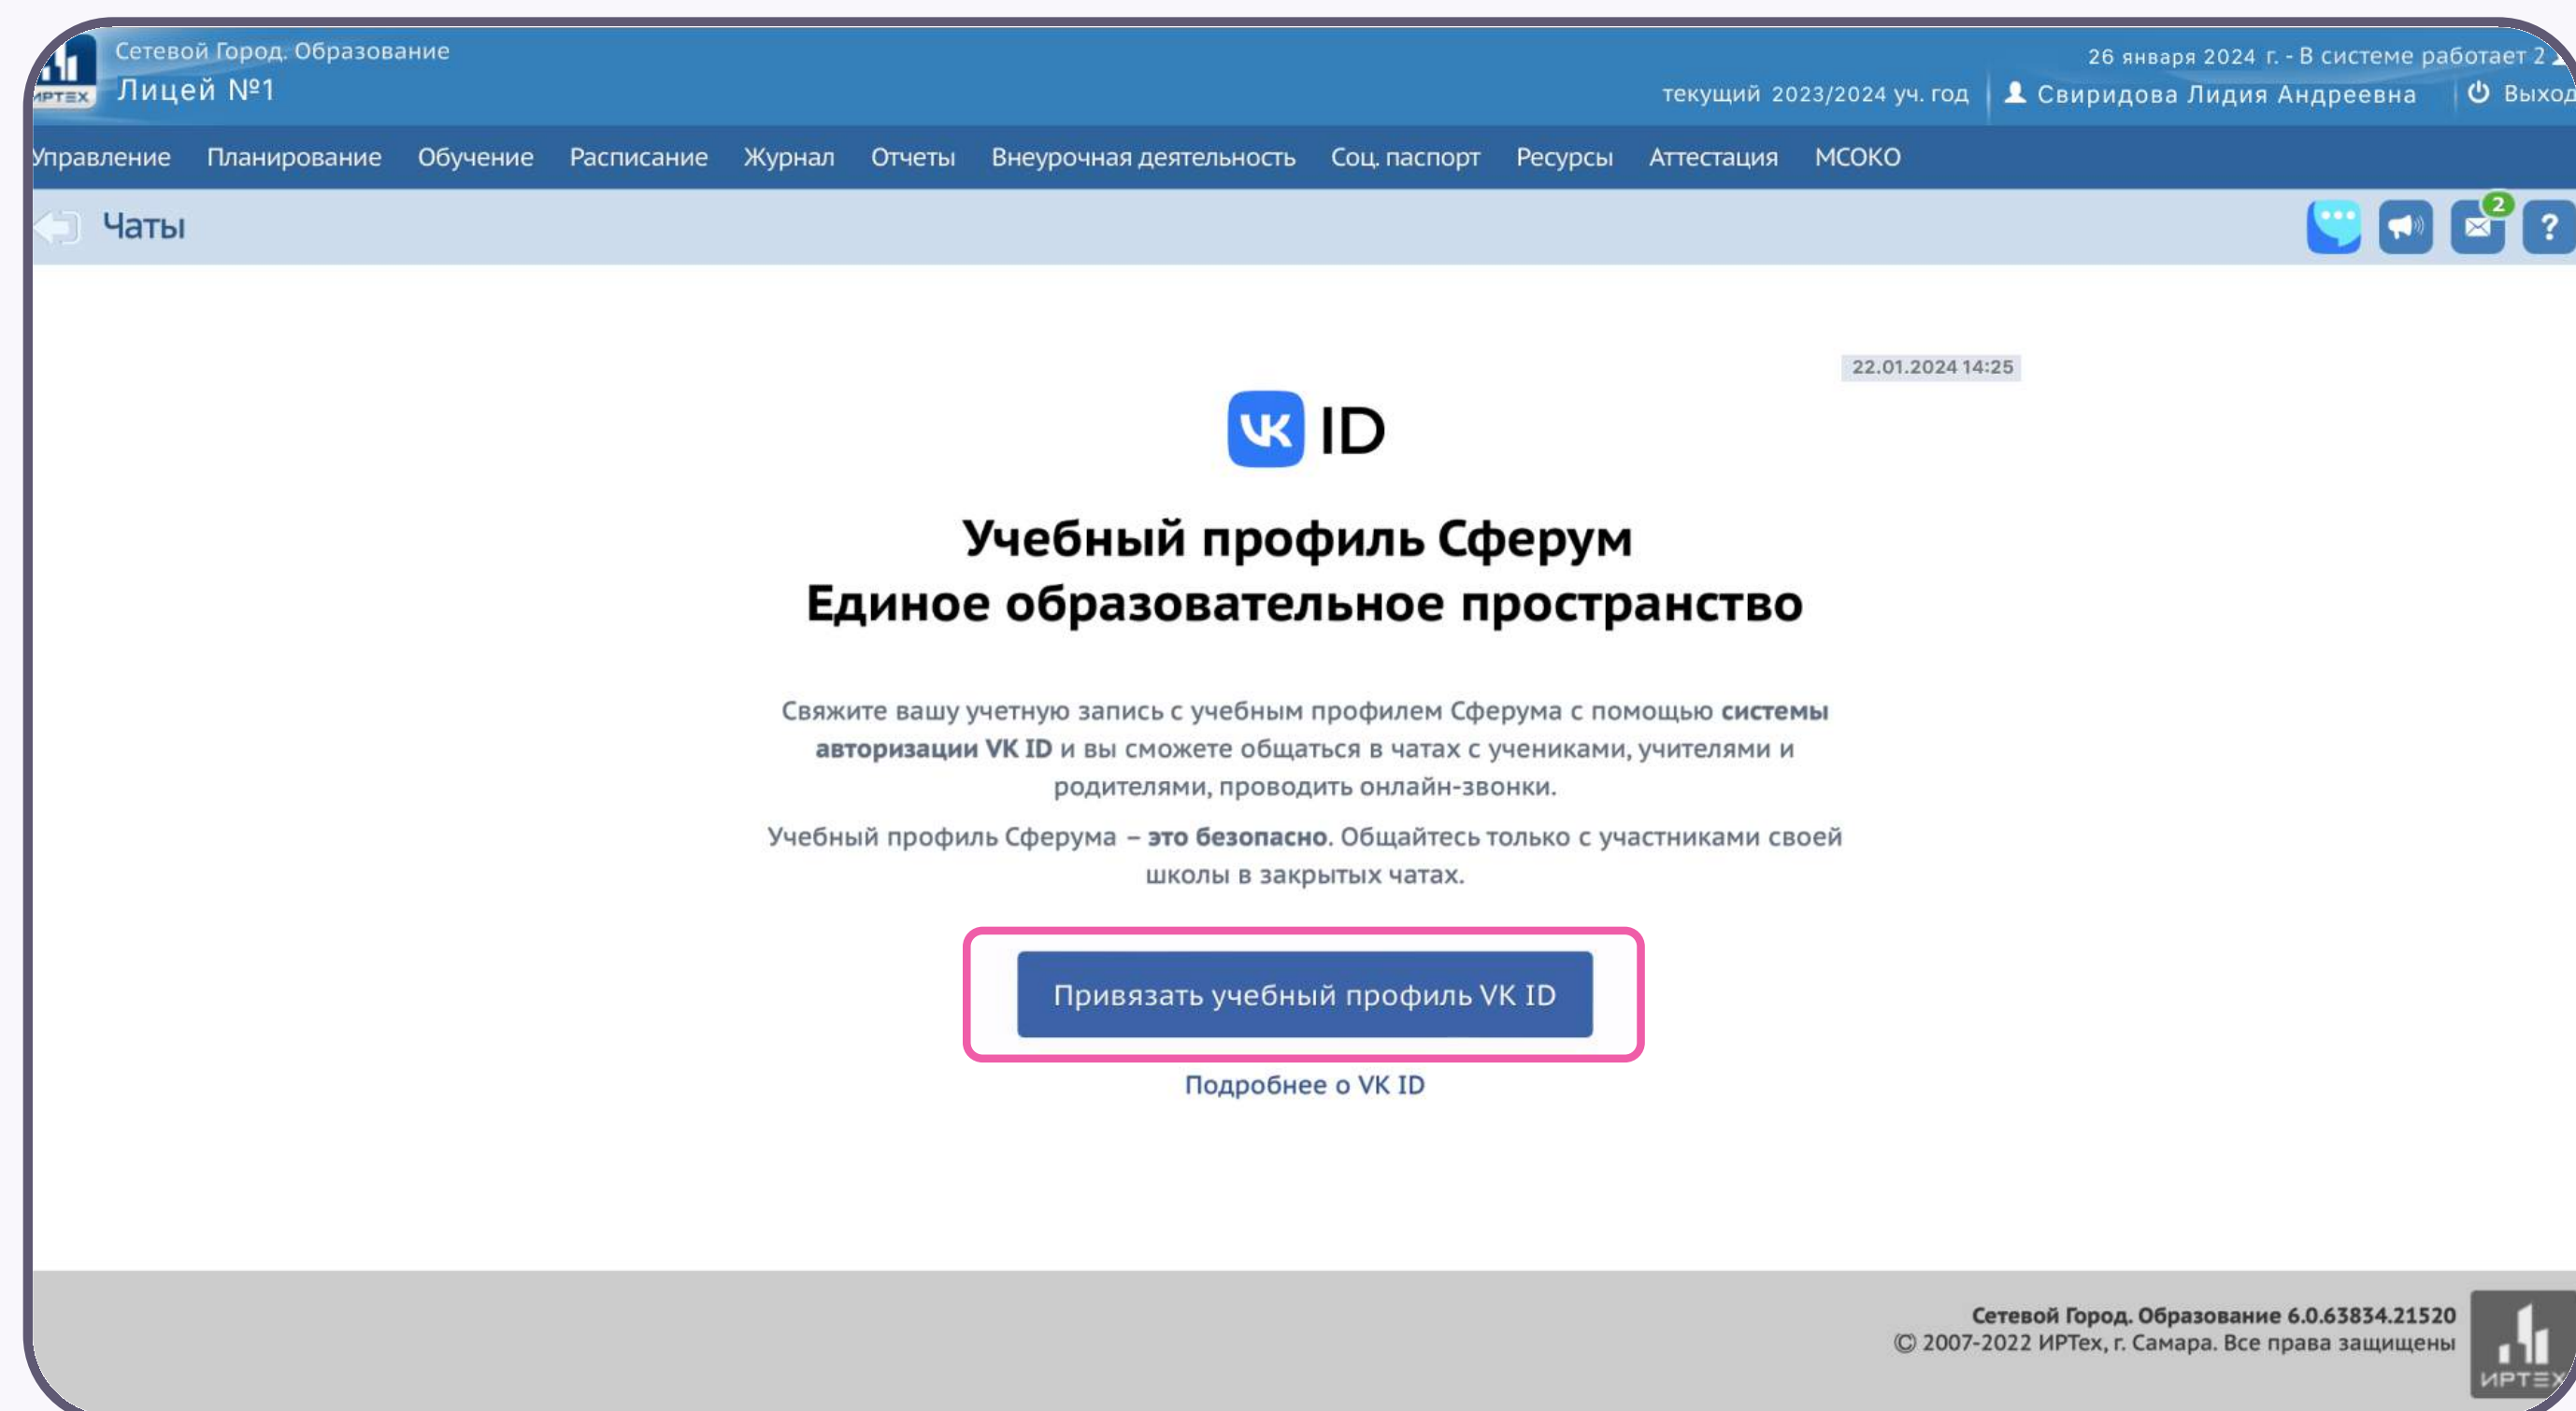 Сетевой Город. Образование
26 января 2024 г. - В системе работает 2
ИРТЕХ
Лицей №1
текущий 2023/2024 уч. год
Свиридова Лидия Андреевна
Выход
Управление Планирование Обучение Расписание Журнал Отчеты Внеурочная деятельность Соц. паспорт Ресурсы Аттестация МСОКО
Чаты
2
?
22.01.2024 14:25
VK ID
Учебный профиль Сферум
Единое образовательное пространство
Свяжите вашу учетную запись с учебным профилем Сферума с помощью системы
авторизации VK ID и вы сможете общаться в чатах с учениками, учителями и
родителями, проводить онлайн-звонки.
Учебный профиль Сферума – это безопасно. Общайтесь только с участниками своей
школы в закрытых чатах.
Привязать учебный профиль VK ID
Подробнее о VK ID
Сетевой Город. Образование 6.0.63834.21520
© 2007-2022 ИРТех, г. Самара. Все права защищены
ИРТЕХ